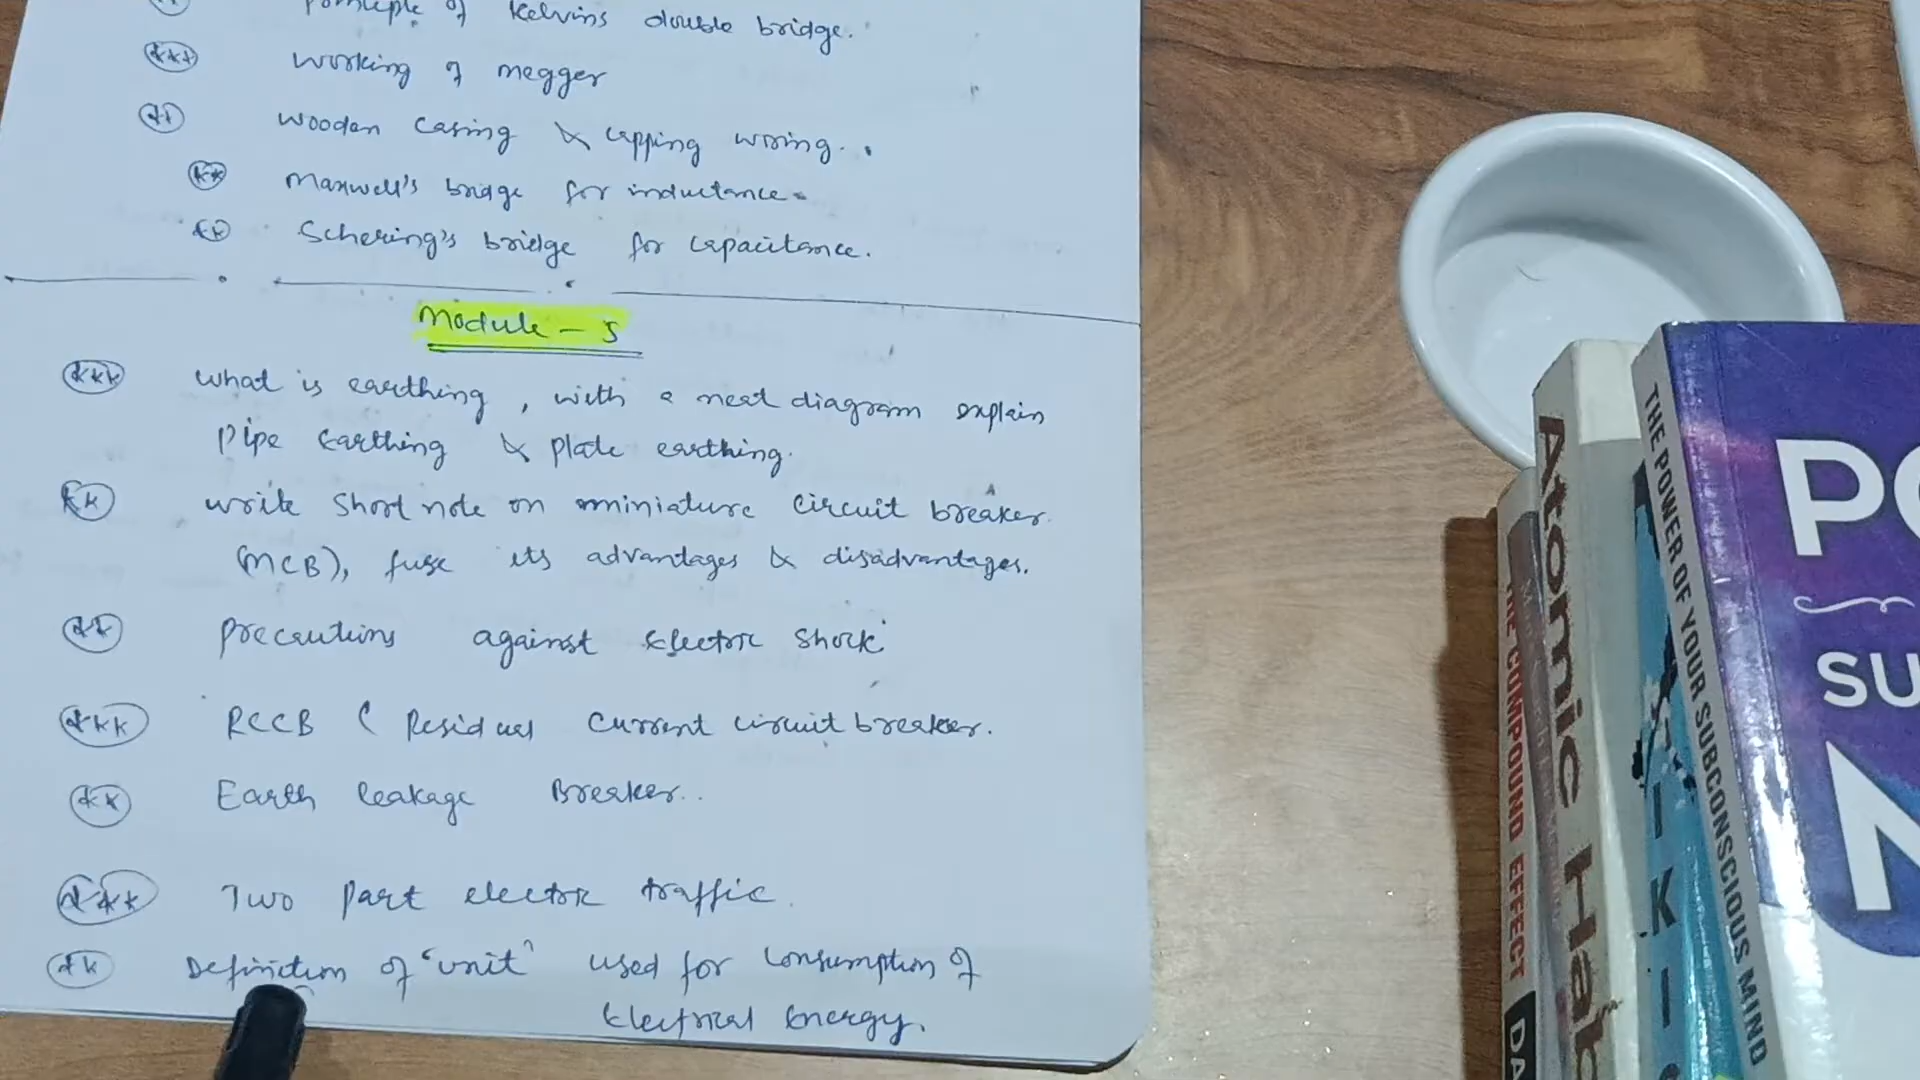 principle of Kelvins double bridge.
*** working of megger
** wooden casing & capping wiring.
** Maxwell's bridge for inductance.
** Schering's bridge for capacitance.
Module - 5
*** what is earthing, with a neat diagram explain
pipe earthing & plate earthing.
** write short note on miniature circuit breaker.
(MCB), fuse its advantages & disadvantages.
** precautions against Electric shock
*** RCCB ( Residual current circuit breaker.
** Earth leakage Breaker..
*** Two part electric traffic.
** Definition of 'unit' used for consumption of
Electrical Energy.
Atomic Hab
THE COMPOUND EFFECT
DA
IKI
THE POWER OF YOUR SUBCONSCIOUS MIND
PO
SU